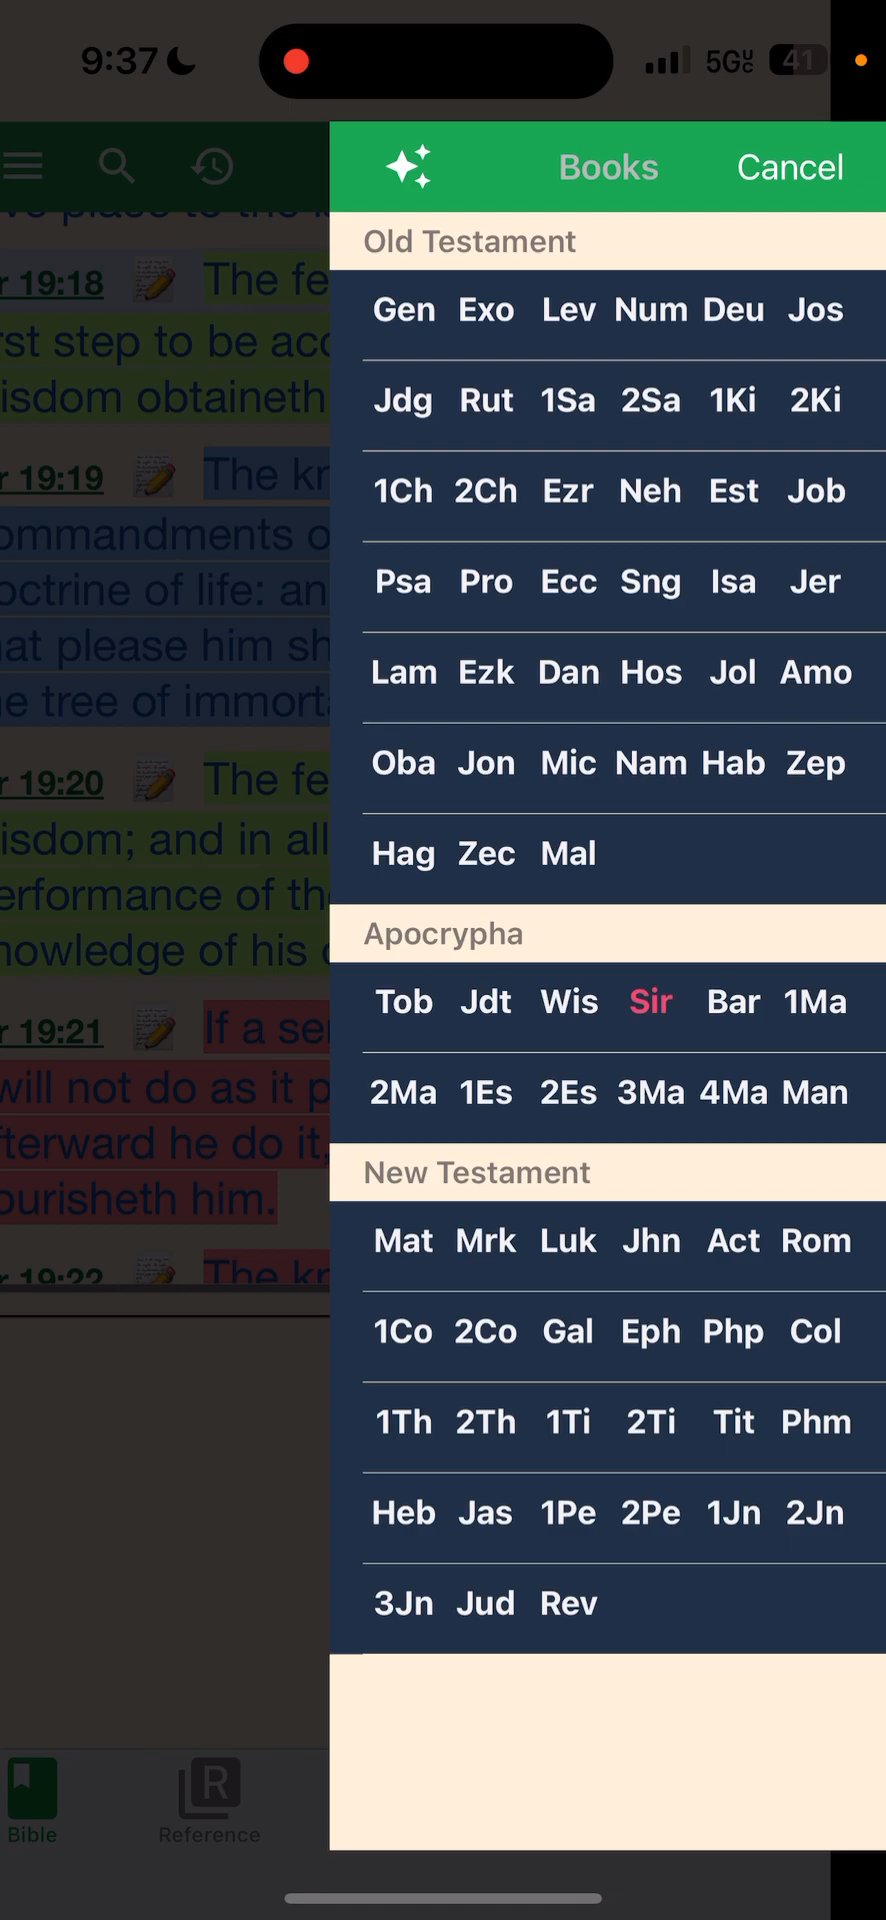 9:37 5GUC 41
Books Cancel
Old Testament
Gen Exo Lev Num Deu Jos
Jdg Rut 1Sa 2Sa 1Ki 2Ki
1Ch 2Ch Ezr Neh Est Job
Psa Pro Ecc Sng Isa Jer
Lam Ezk Dan Hos Jol Amo
Oba Jon Mic Nam Hab Zep
Hag Zec Mal
Apocrypha
Tob Jdt Wis Sir Bar 1Ma
2Ma 1Es 2Es 3Ma 4Ma Man
New Testament
Mat Mrk Luk Jhn Act Rom
1Co 2Co Gal Eph Php Col
1Th 2Th 1Ti 2Ti Tit Phm
Heb Jas 1Pe 2Pe 1Jn 2Jn
3Jn Jud Rev
r 19:18 The fe
rst step to be acc
isdom obtaineth
r 19:19 The kn
ommandments o
octrine of life: an
hat please him sh
e tree of immorta
r 19:20 The fe
isdom; and in all
erformance of the
nowledge of his
r 19:21 If a ser
will not do as it p
fterward he do it,
ourisheth him.
r 19:22 The kn
R
Bible Reference